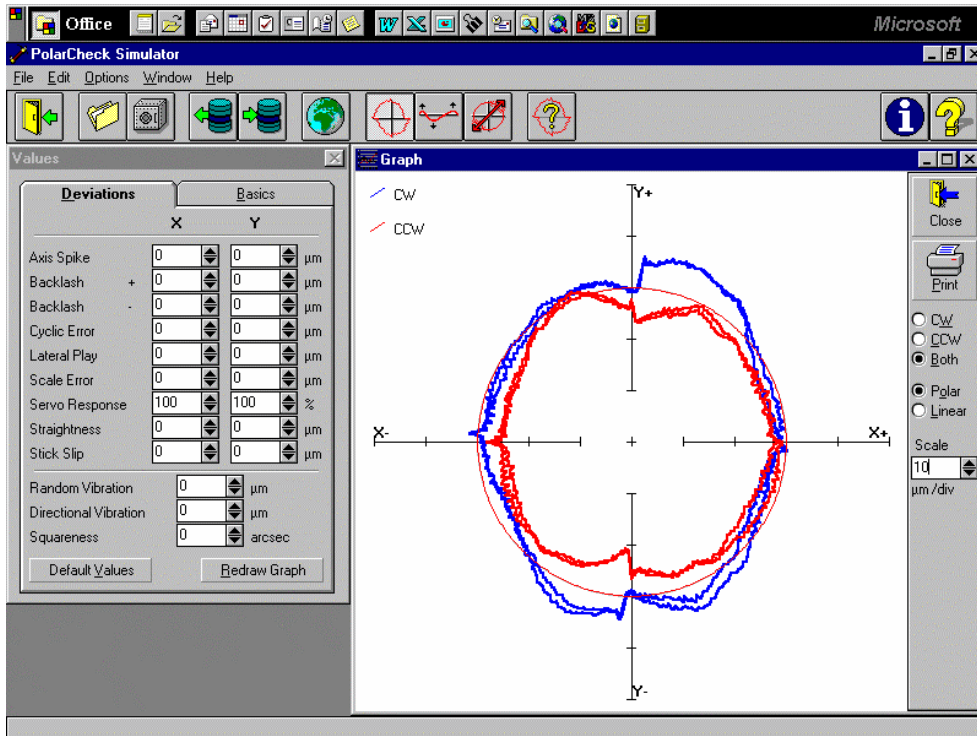 Office
Microsoft
PolarCheck Simulator
File Edit Options Window Help
Values
Deviations Basics
X Y
Axis Spike 0 0 µm
Backlash + 0 0 µm
Backlash - 0 0 µm
Cyclic Error 0 0 µm
Lateral Play 0 0 µm
Scale Error 0 0 µm
Servo Response 100 100 %
Straightness 0 0 µm
Stick Slip 0 0 µm
Random Vibration 0 µm
Directional Vibration 0 µm
Squareness 0 arcsec
Default Values Redraw Graph
Graph
CW
CCW
Y+
X- X+
Y-
Close
Print
CW
CCW
Both
Polar
Linear
Scale
10
µm/div